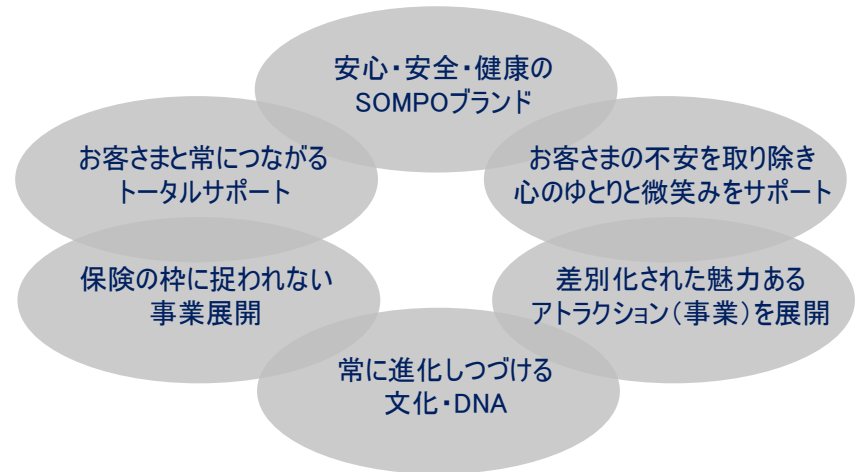 安心・安全・健康の
SOMPOブランド
お客さまと常につながる
トータルサポート
お客さまの不安を取り除き
心のゆとりと微笑みをサポート
保険の枠に捉われない
事業展開
差別化された魅力ある
アトラクション（事業）を展開
常に進化しつづける
文化・DNA